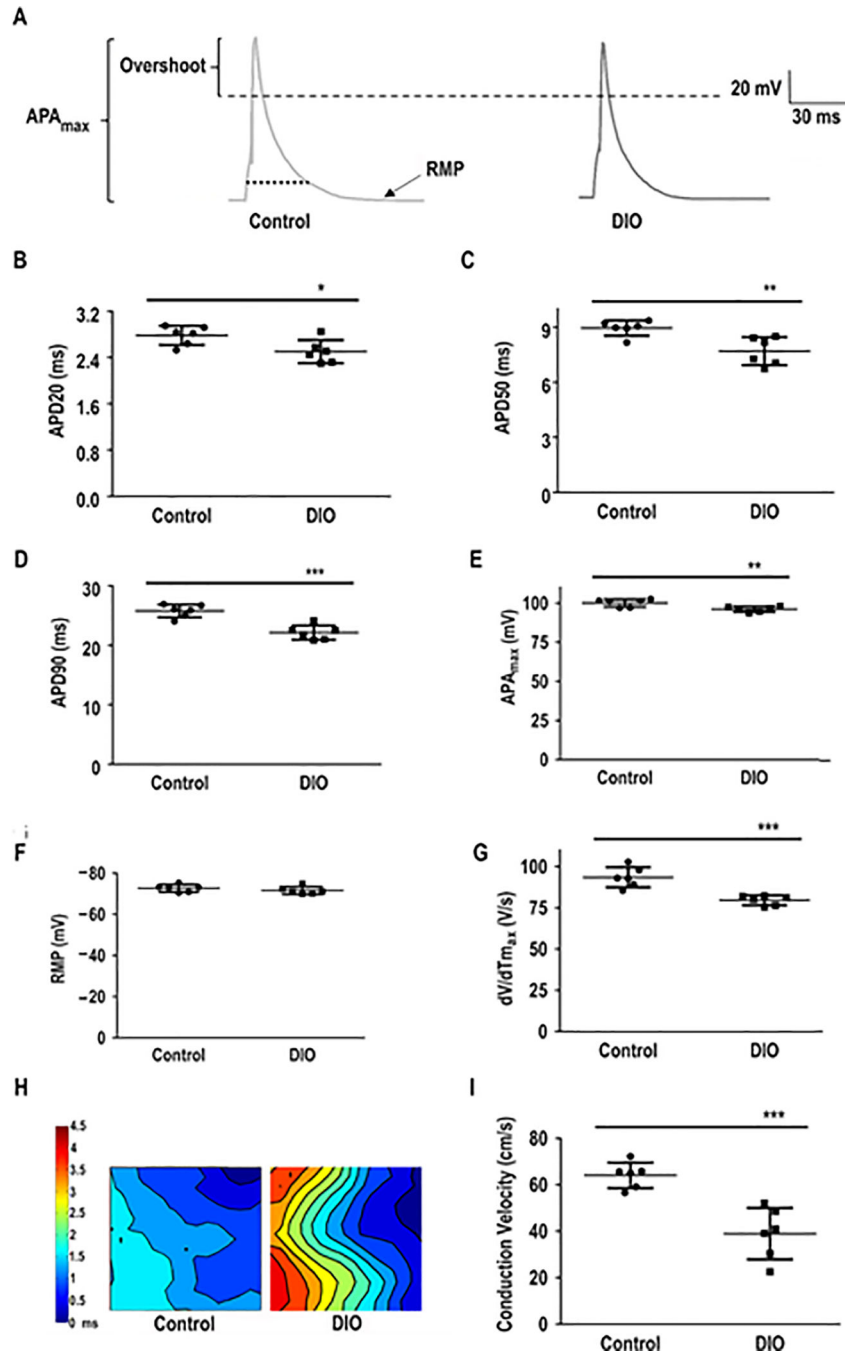 A
Overshoot
APAmax
20 mV
30 ms
RMP
Control
DIO
B
*
APD20 (ms)
3.2
2.4
1.6
0.8
0.0
Control
DIO
C
**
APD50 (ms)
9
6
3
0
Control
DIO
D
***
APD90 (ms)
30
20
10
0
Control
DIO
E
**
APAmax (mV)
100
75
50
25
0
Control
DIO
F
RMP (mV)
−80
−60
−40
−20
0
Control
DIO
G
***
dV/dTmax (V/s)
100
75
50
25
0
Control
DIO
H
4.5
4
3.5
3
2.5
2
1.5
1
0.5
0 ms
Control
DIO
I
***
Conduction Velocity (cm/s)
80
60
40
20
0
Control
DIO